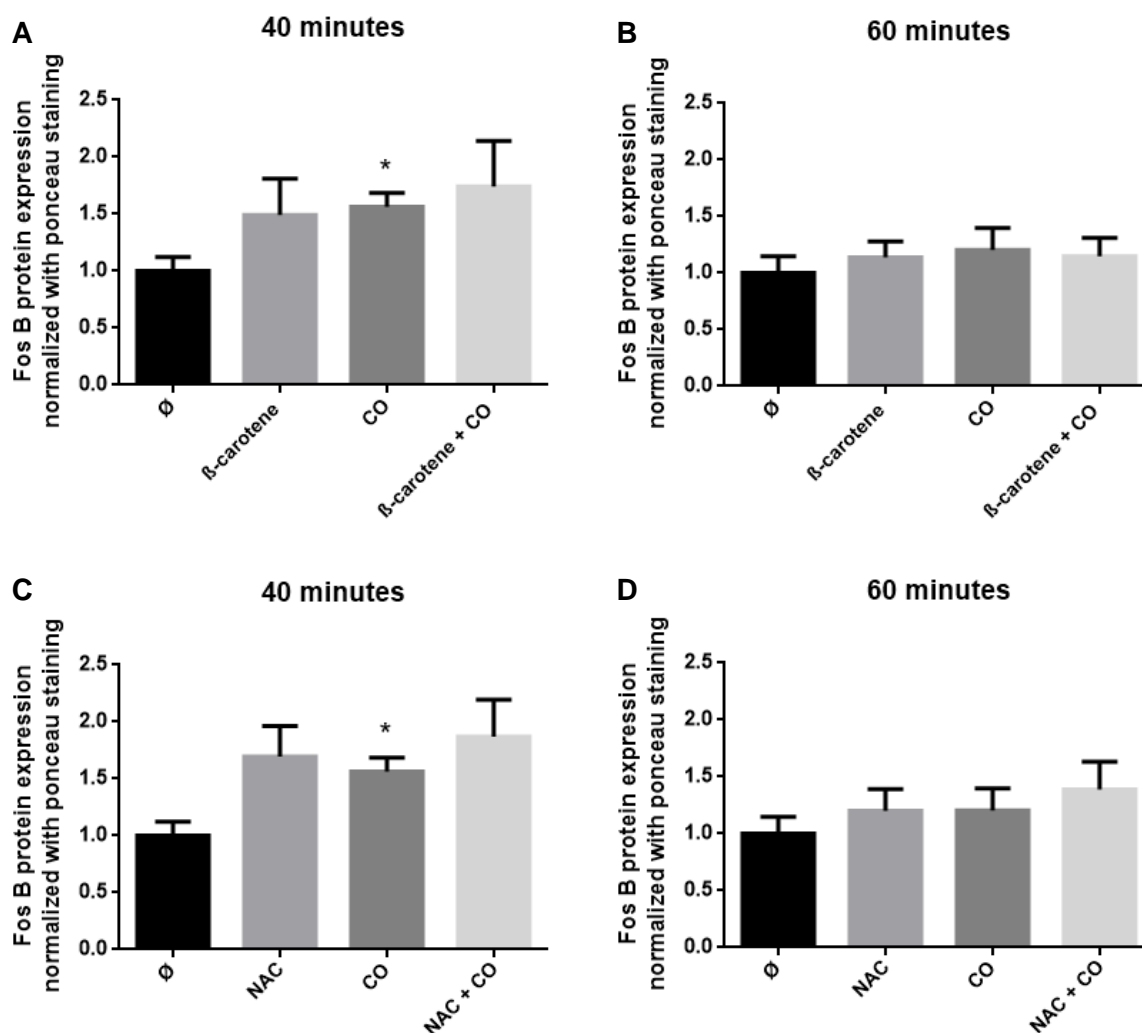 A
40 minutes
Fos B protein expression
normalized with ponceau staining
2.5
2.0
1.5
1.0
0.5
0.0
*
Ø
ß-carotene
CO
ß-carotene + CO
B
60 minutes
Fos B protein expression
normalized with ponceau staining
2.5
2.0
1.5
1.0
0.5
0.0
Ø
ß-carotene
CO
ß-carotene + CO
C
40 minutes
Fos B protein expression
normalized with ponceau staining
2.5
2.0
1.5
1.0
0.5
0.0
*
Ø
NAC
CO
NAC + CO
D
60 minutes
Fos B protein expression
normalized with ponceau staining
2.5
2.0
1.5
1.0
0.5
0.0
Ø
NAC
CO
NAC + CO